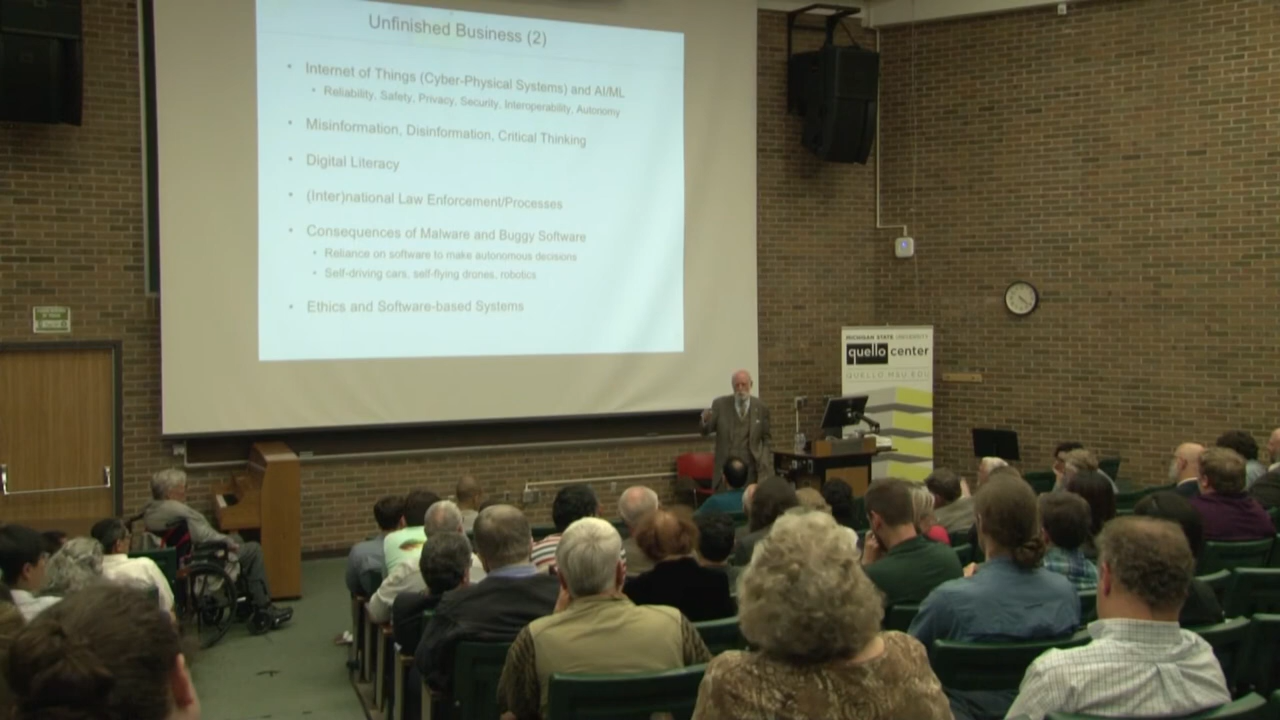 Unfinished Business (2)
• Internet of Things (Cyber-Physical Systems) and AI/ML
• Reliability, Safety, Privacy, Security, Interoperability, Autonomy
• Misinformation, Disinformation, Critical Thinking
• Digital Literacy
• (Inter)national Law Enforcement/Processes
• Consequences of Malware and Buggy Software
• Reliance on software to make autonomous decisions
• Self-driving cars, self-flying drones, robotics
• Ethics and Software-based Systems
MICHIGAN STATE UNIVERSITY
quello center
QUELLO.MSU.EDU